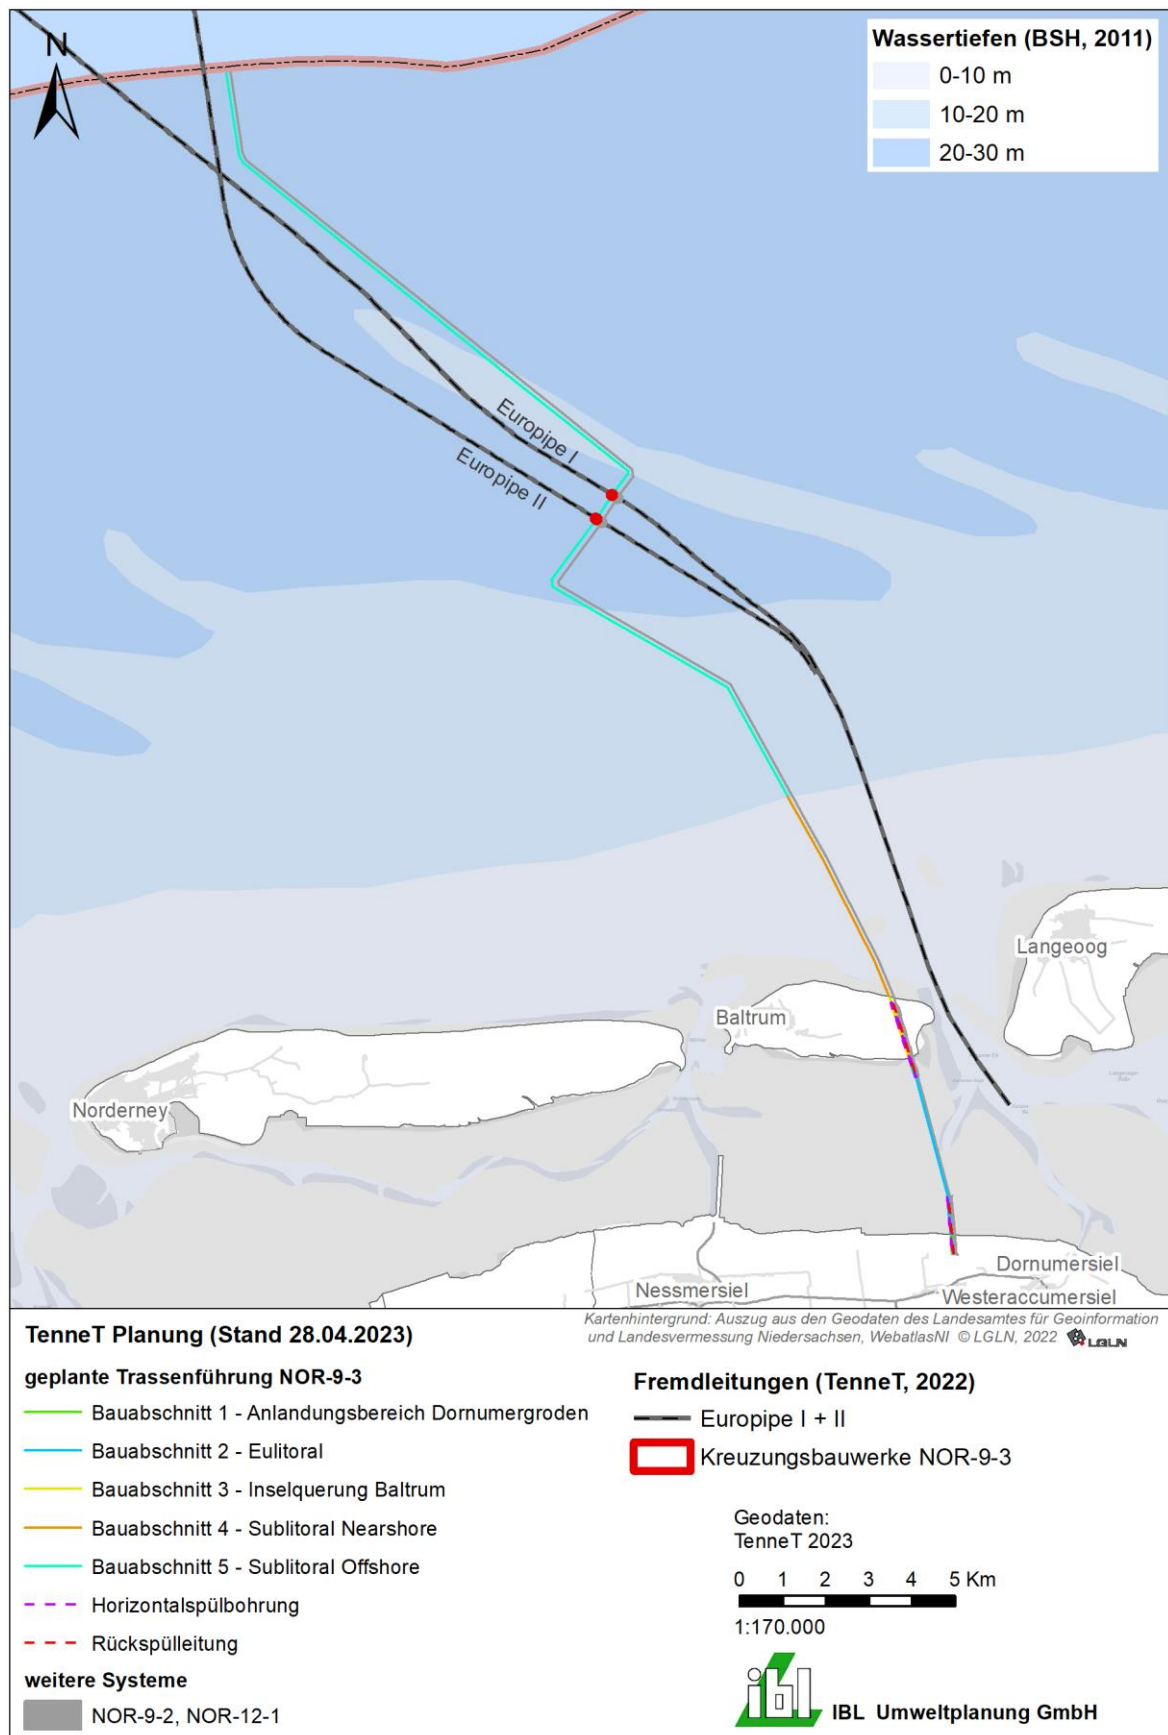 N
Wassertiefen (BSH, 2011)
0-10 m
10-20 m
20-30 m
Europipe I
Europipe II
Langeoog
Baltrum
Norderney
Dornumersiel
Nessmersiel
Westeraccumersiel
Kartenhintergrund: Auszug aus den Geodaten des Landesamtes für Geoinformation
und Landesvermessung Niedersachsen, WebatlasNI © LGLN, 2022 LGLN
TenneT Planung (Stand 28.04.2023)
geplante Trassenführung NOR-9-3
Bauabschnitt 1 - Anlandungsbereich Dornumergroden
Bauabschnitt 2 - Eulitoral
Bauabschnitt 3 - Inselquerung Baltrum
Bauabschnitt 4 - Sublitoral Nearshore
Bauabschnitt 5 - Sublitoral Offshore
Horizontalspülbohrung
Rückspülleitung
weitere Systeme
NOR-9-2, NOR-12-1
Fremdleitungen (TenneT, 2022)
Europipe I + II
Kreuzungsbauwerke NOR-9-3
Geodaten:
TenneT 2023
0 1 2 3 4 5 Km
1:170.000
ibl IBL Umweltplanung GmbH